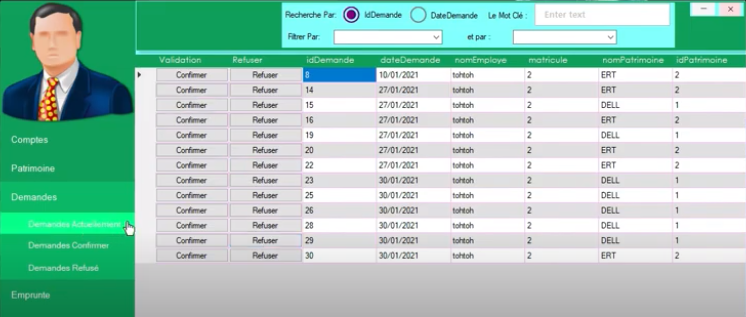 Recherche Par: IdDemande DateDemande Le Mot Clé : Enter text
Filtrer Par: et par :
Comptes
Patrimoine
Demandes
Demandes Actuellement
Demandes Confirmer
Demandes Refusé
Emprunte
Validation Refuser idDemande dateDemande nomEmploye matricule nomPatrimoine idPatrimoine
Confirmer Refuser 8 10/01/2021 tohtoh 2 ERT 2
Confirmer Refuser 14 27/01/2021 tohtoh 2 ERT 2
Confirmer Refuser 15 27/01/2021 tohtoh 2 DELL 1
Confirmer Refuser 16 27/01/2021 tohtoh 2 ERT 2
Confirmer Refuser 19 27/01/2021 tohtoh 2 DELL 1
Confirmer Refuser 20 27/01/2021 tohtoh 2 ERT 2
Confirmer Refuser 22 27/01/2021 tohtoh 2 ERT 2
Confirmer Refuser 23 30/01/2021 tohtoh 2 DELL 1
Confirmer Refuser 25 30/01/2021 tohtoh 2 DELL 1
Confirmer Refuser 26 30/01/2021 tohtoh 2 DELL 1
Confirmer Refuser 28 30/01/2021 tohtoh 2 DELL 1
Confirmer Refuser 29 30/01/2021 tohtoh 2 DELL 1
Confirmer Refuser 30 30/01/2021 tohtoh 2 ERT 2